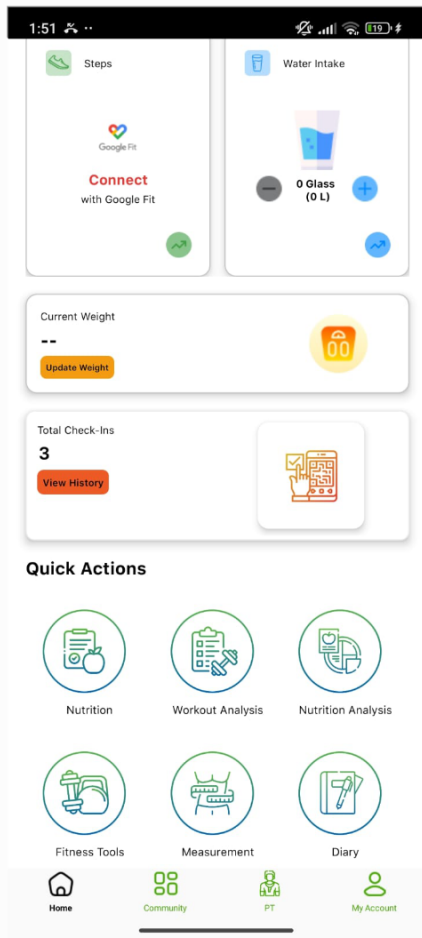 1:51
19
Steps
Water Intake
Google Fit
Connect
with Google Fit
0 Glass
(0 L)
Current Weight
--
Update Weight
Total Check-Ins
3
View History
Quick Actions
Nutrition
Workout Analysis
Nutrition Analysis
Fitness Tools
Measurement
Diary
Home
Community
PT
My Account